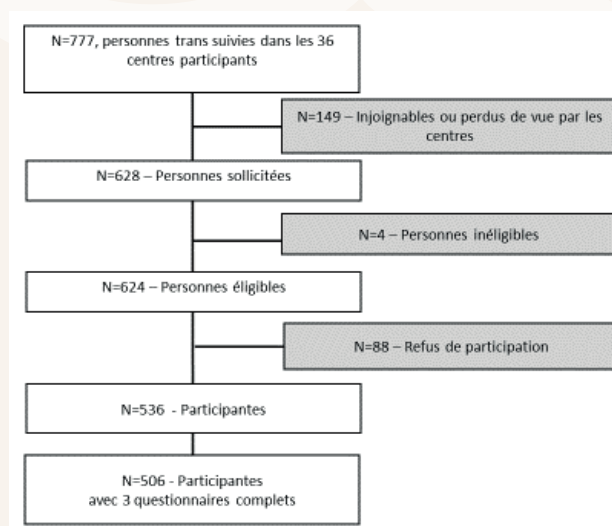 N=777, personnes trans suivies dans les 36
centres participants
N=149 – Injoignables ou perdus de vue par les
centres
N=628 – Personnes sollicitées
N=4 – Personnes inéligibles
N=624 – Personnes éligibles
N=88 – Refus de participation
N=536 - Participantes
N=506 - Participantes
avec 3 questionnaires complets